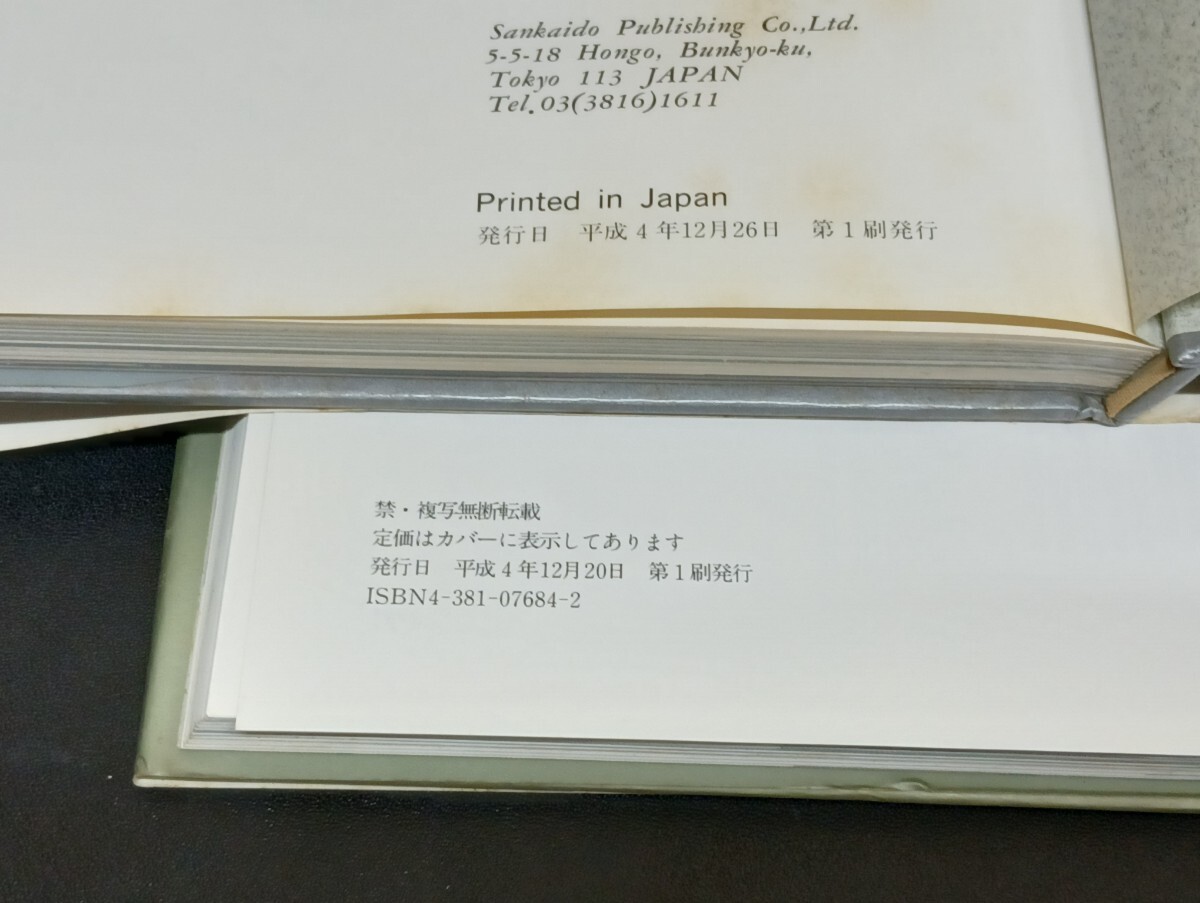 Sankaido Publishing Co.,Ltd.
5-5-18 Hongo, Bunkyo-ku,
Tokyo 113 JAPAN
Tel. 03(3816)1611
Printed in Japan
発行日 平成4年12月26日 第1刷発行
禁・複写無断転載
定価はカバーに表示してあります
発行日 平成4年12月20日 第1刷発行
ISBN4-381-07684-2